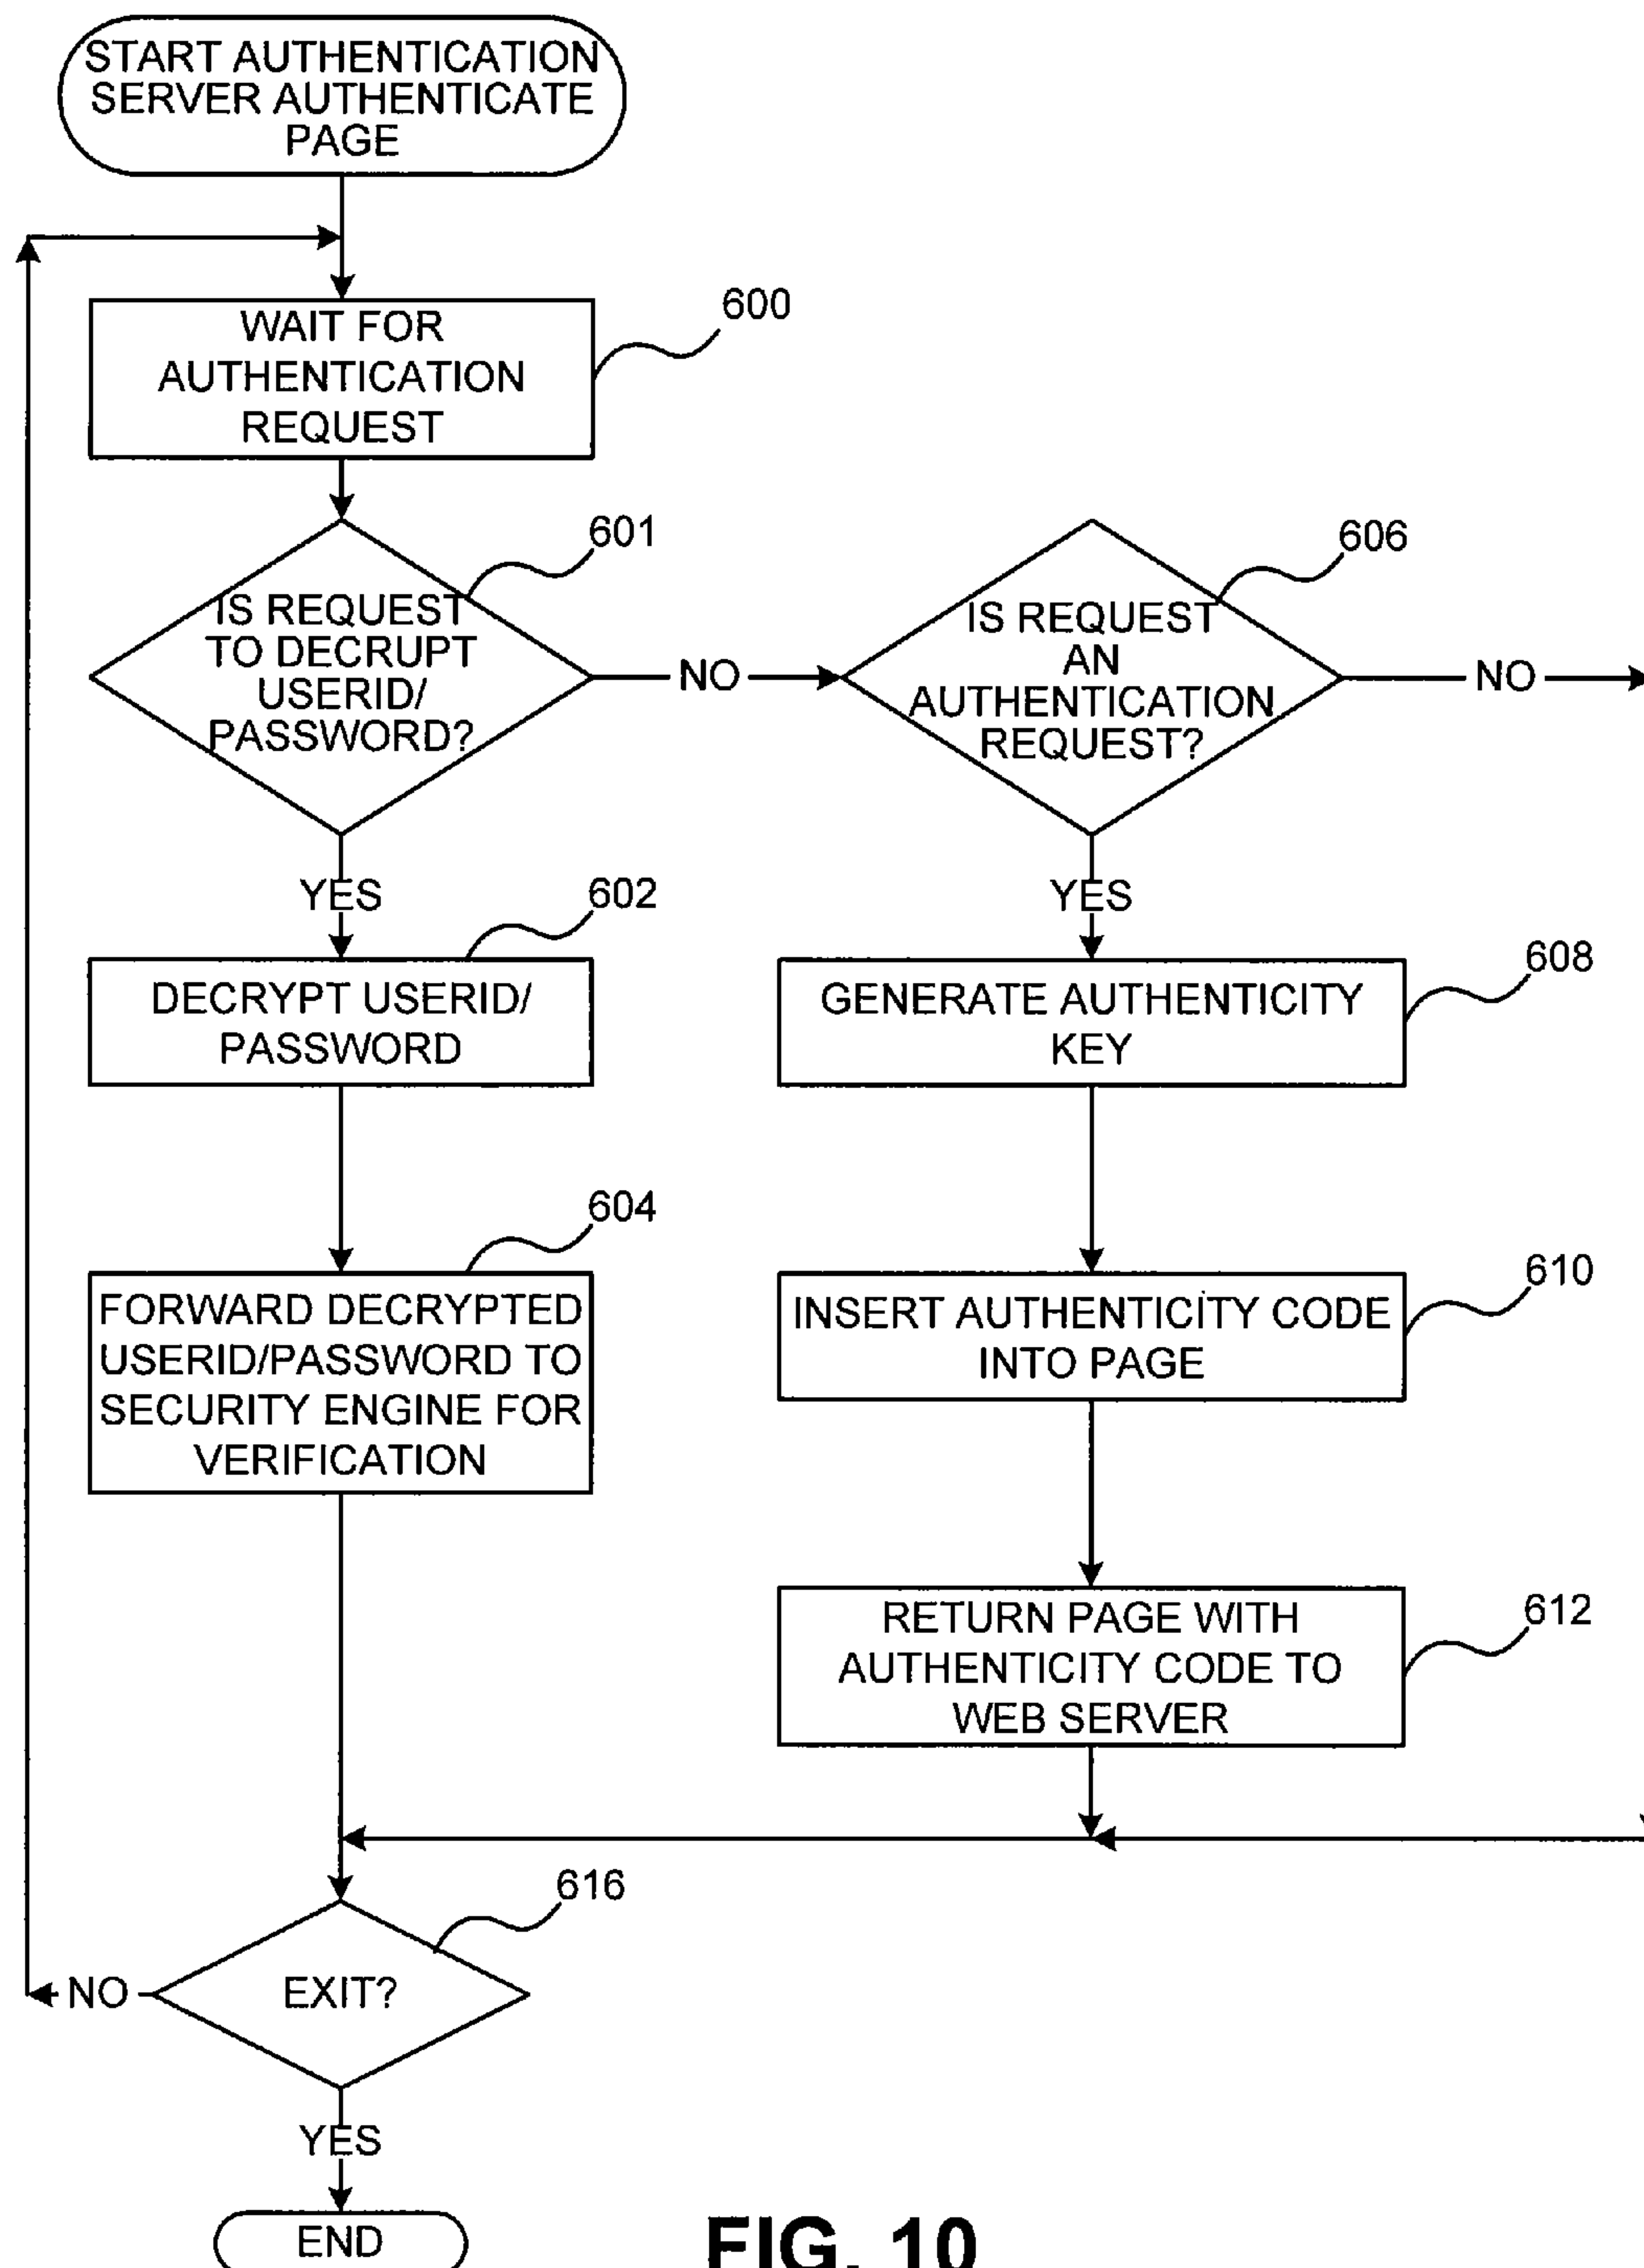 START AUTHENTICATION
SERVER AUTHENTICATE
PAGE
WAIT FOR
AUTHENTICATION
REQUEST
600
IS REQUEST
TO DECRUPT
USERID/
PASSWORD?
601
NO
IS REQUEST
AN
AUTHENTICATION
REQUEST?
606
NO
YES
YES
DECRYPT USERID/
PASSWORD
602
GENERATE AUTHENTICITY
KEY
608
FORWARD DECRYPTED
USERID/PASSWORD TO
SECURITY ENGINE FOR
VERIFICATION
604
INSERT AUTHENTICITY CODE
INTO PAGE
610
RETURN PAGE WITH
AUTHENTICITY CODE TO
WEB SERVER
612
EXIT?
616
NO
YES
END
FIG. 10